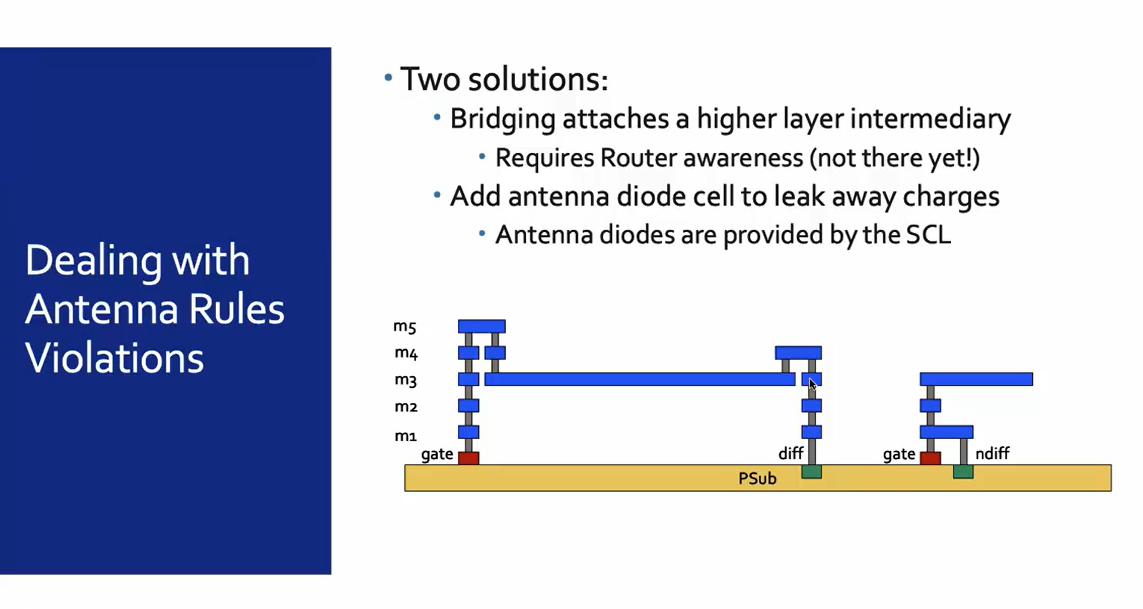 Dealing with
Antenna Rules
Violations
• Two solutions:
• Bridging attaches a higher layer intermediary
• Requires Router awareness (not there yet!)
• Add antenna diode cell to leak away charges
• Antenna diodes are provided by the SCL
m5
m4
m3
m2
m1
gate diff gate ndiff
PSub